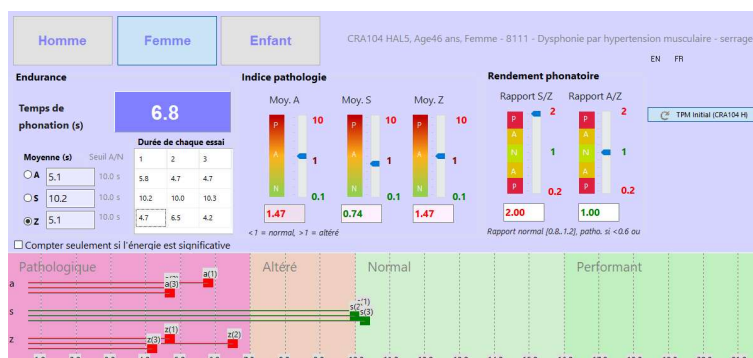 Homme
Femme
Enfant
CRA104 HAL5, Age46 ans, Femme - 8111 - Dysphonie par hypertension musculaire - serrage
EN FR
Endurance
Temps de phonation (s)
6.8
Durée de chaque essai
Moyenne (s) Seuil A/N 1 2 3
A 5.1 10.0 s 5.8 4.7 4.7
S 10.2 10.0 s 10.2 10.0 10.3
Z 5.1 10.0 s 4.7 6.5 4.2
Compter seulement si l'énergie est significative
Indice pathologie
Moy. A Moy. S Moy. Z
P 10 P 10 P 10
A 1 A 1 A 1
N 0.1 N 0.1 N 0.1
1.47 0.74 1.47
<1 = normal, >1 = altéré
Rendement phonatoire
Rapport S/Z Rapport A/Z
P 2 P 2
A A
N 1 N 1
A A
P 0.2 P 0.2
2.00 1.00
Rapport normal [0.8..1.2], patho. si <0.6 ou
TPM Initial (CRA104 H)
Pathologique Altéré Normal Performant
a a(1)
a(3)
s s(2) s(3)
z z(1) z(2)
z(3)